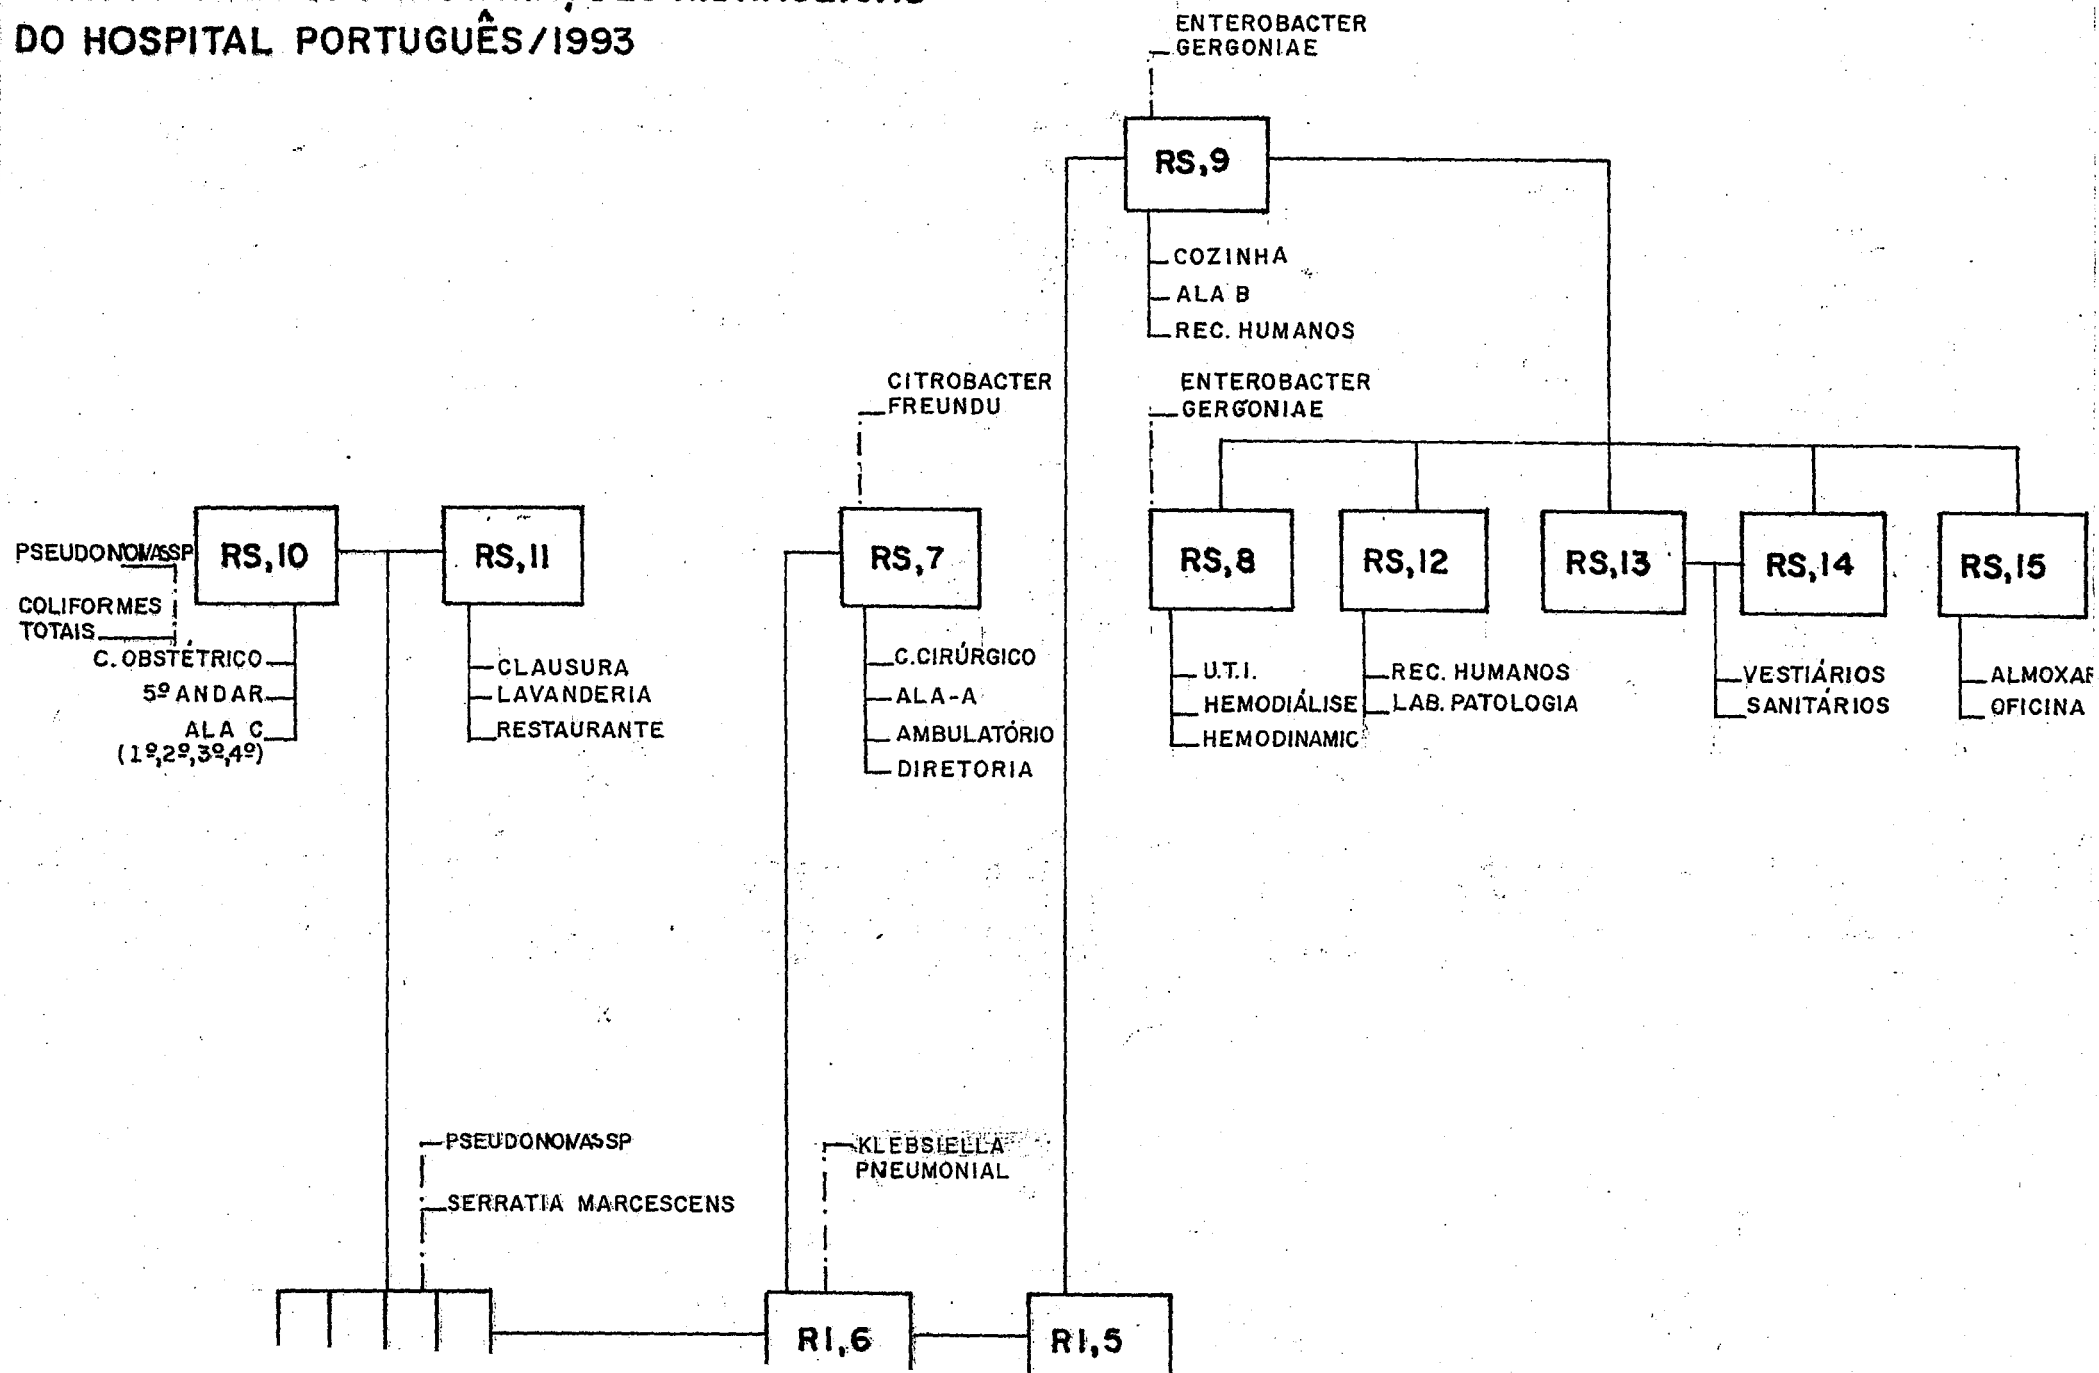 DO HOSPITAL PORTUGUÊS/1993
ENTEROBACTER
GERGONIAE
RS,9
COZINHA
ALA B
REC. HUMANOS
CITROBACTER
FREUNDU
ENTEROBACTER
GERGONIAE
PSEUDONOMASSP
RS,10
RS,11
RS,7
RS,8
RS,12
RS,13
RS,14
RS,15
COLIFORMES
TOTAIS
C. OBSTÉTRICO
5º ANDAR
ALA C
(1º,2º,3º,4º)
CLAUSURA
LAVANDERIA
RESTAURANTE
C.CIRÚRGICO
ALA-A
AMBULATÓRIO
DIRETORIA
U.T.I.
HEMODIÁLISE
HEMODINAMIC
REC. HUMANOS
LAB. PATOLOGIA
VESTIÁRIOS
SANITÁRIOS
ALMOXAF
OFICINA
PSEUDONOMASSP
SERRATIA MARCESCENS
KLEBSIELLA
PNEUMONIAL
RI,6
RI,5